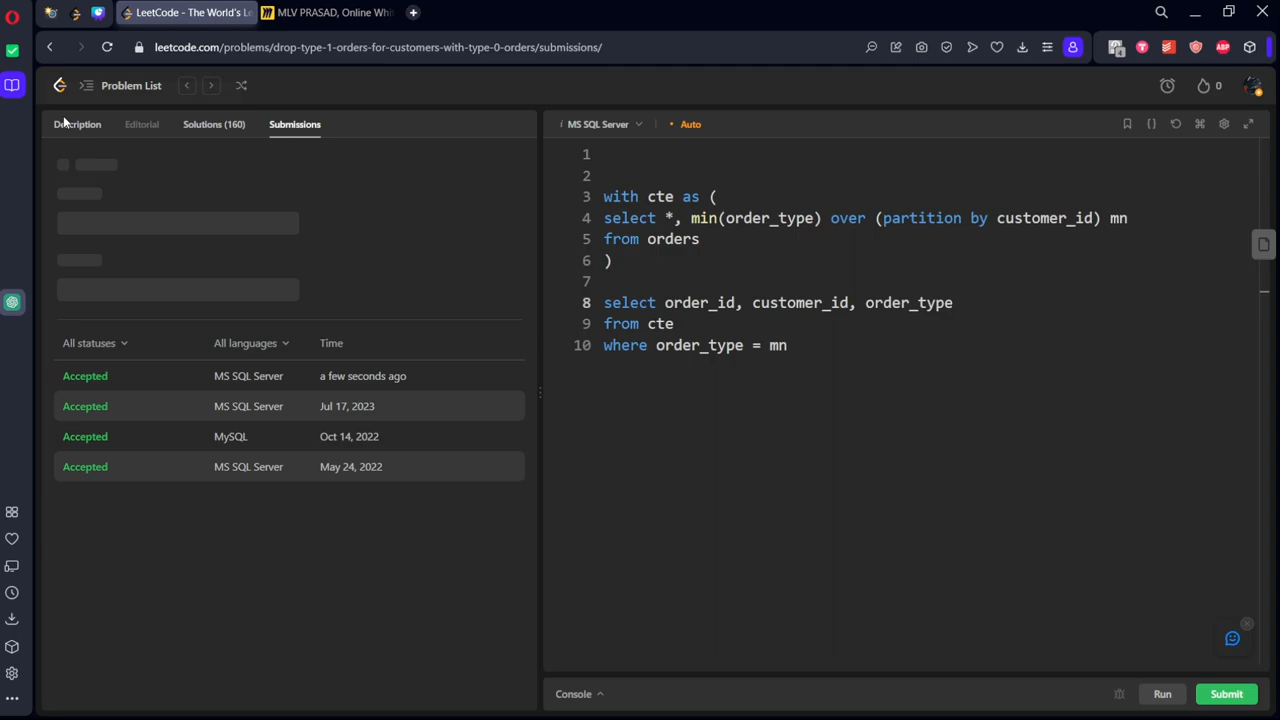 LeetCode - The World's Le
MLV PRASAD, Online Whi
leetcode.com/problems/drop-type-1-orders-for-customers-with-type-0-orders/submissions/
4
ABP
Problem List
0
Description
Editorial
Solutions (160)
Submissions
i MS SQL Server
• Auto
{ }
All statuses
All languages
Time
Accepted MS SQL Server a few seconds ago
Accepted MS SQL Server Jul 17, 2023
Accepted MySQL Oct 14, 2022
Accepted MS SQL Server May 24, 2022
1
2
3 with cte as (
4 select *, min(order_type) over (partition by customer_id) mn
5 from orders
6 )
7
8 select order_id, customer_id, order_type
9 from cte
10 where order_type = mn
Console
Run
Submit